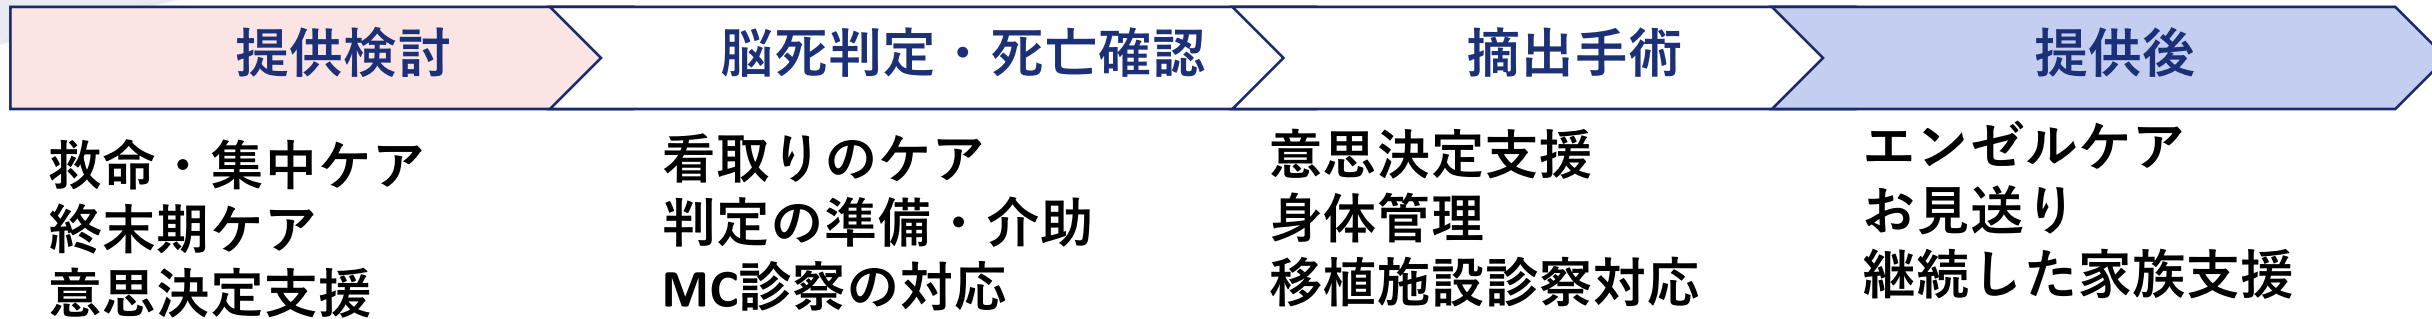 提供検討
脳死判定・死亡確認
摘出手術
提供後
救命・集中ケア
終末期ケア
意思決定支援
看取りのケア
判定の準備・介助
MC診察の対応
意思決定支援
身体管理
移植施設診察対応
エンゼルケア
お見送り
継続した家族支援